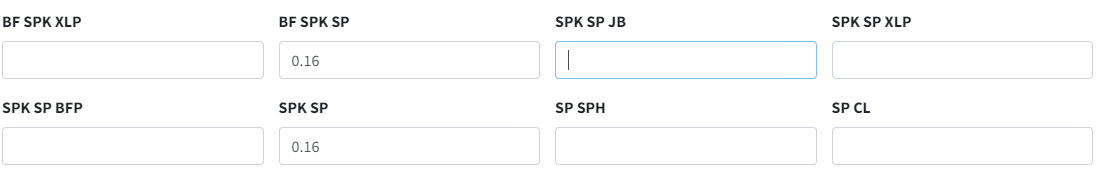 BF SPK XLP BF SPK SP SPK SP JB SPK SP XLP
0.16
SPK SP BFP SPK SP SP SPH SP CL
0.16